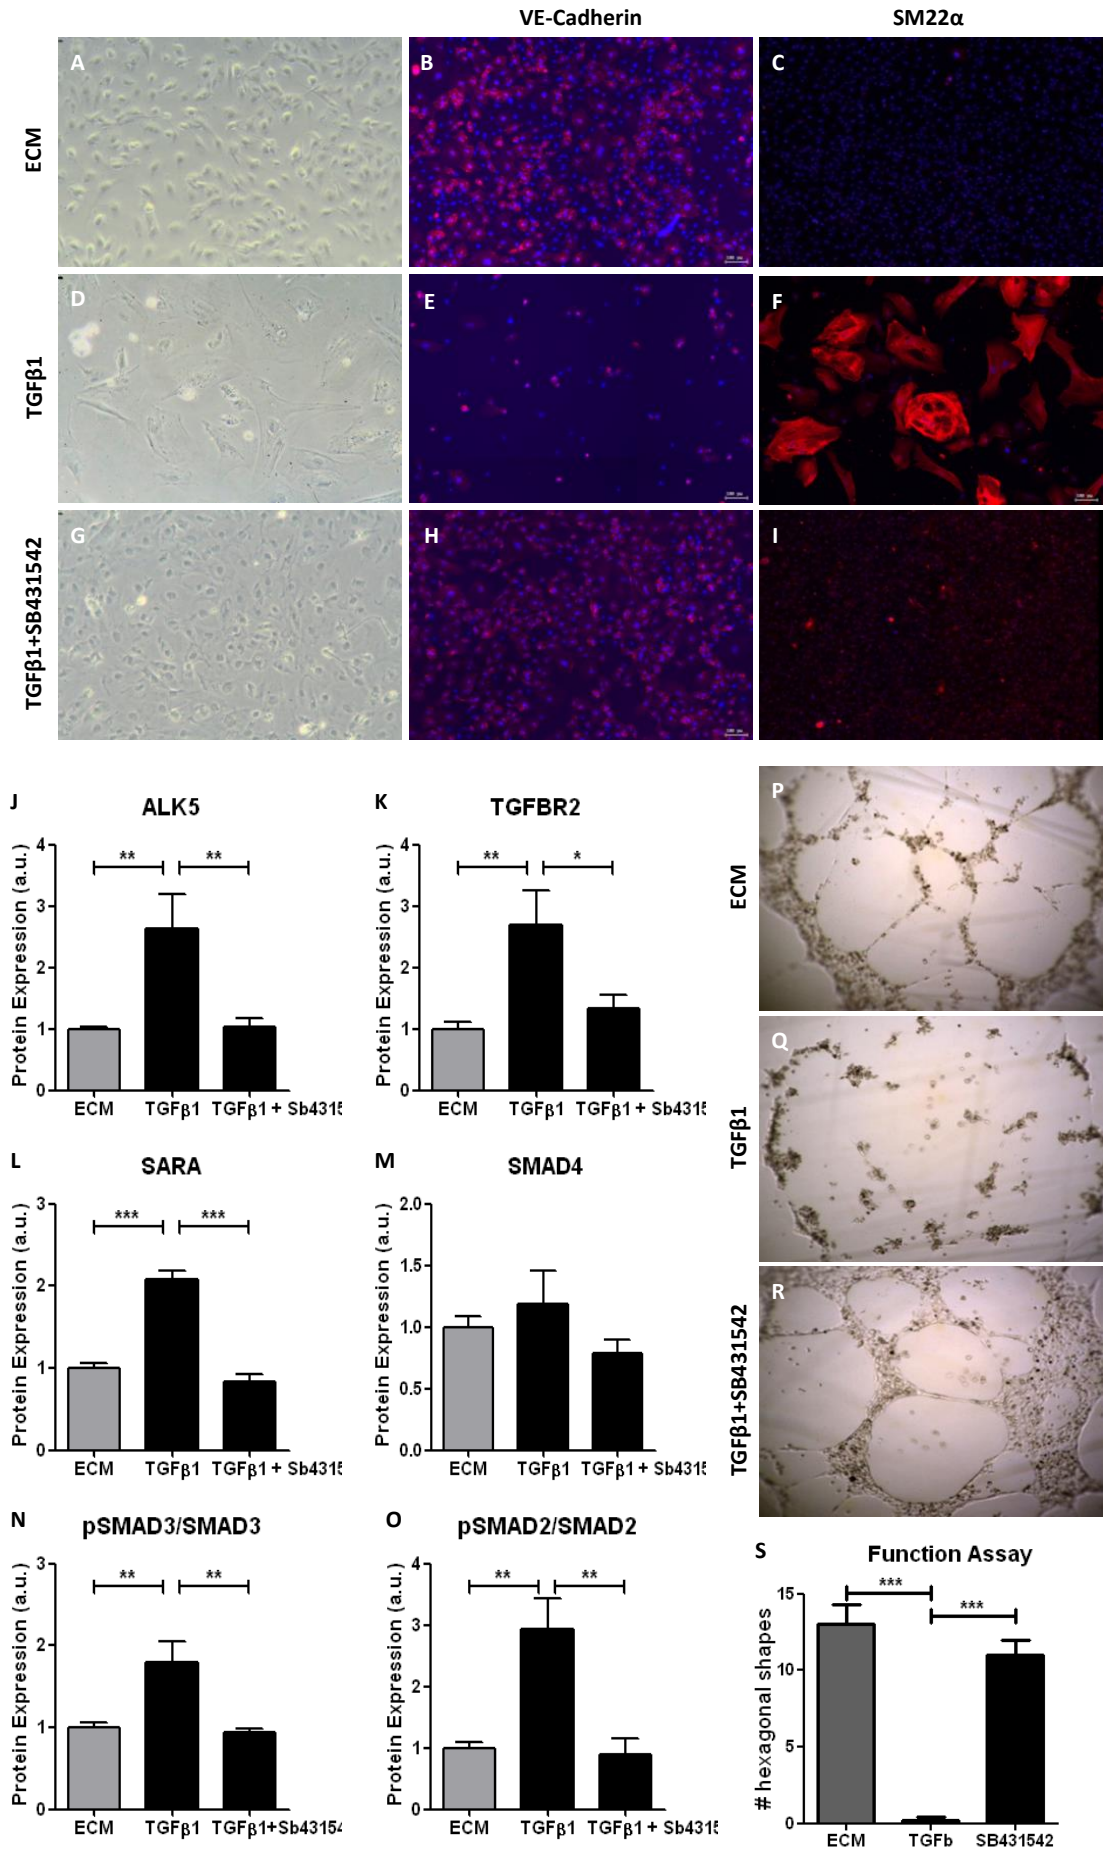 VE-Cadherin SM22α
ECM
A B C
TGFβ1
D E F
TGFβ1+SB431542
G H I
J ALK5
Protein Expression (a.u.)
4
3
2
1
0
** **
ECM TGFβ1 TGFβ1 + Sb4315
K TGFBR2
Protein Expression (a.u.)
4
3
2
1
0
** *
ECM TGFβ1 TGFβ1 + Sb4315
L SARA
Protein Expression (a.u.)
3
2
1
0
*** ***
ECM TGFβ1 TGFβ1 + Sb4315
M SMAD4
Protein Expression (a.u.)
2.0
1.5
1.0
0.5
0.0
ECM TGFβ1 TGFβ1 + Sb4315
N pSMAD3/SMAD3
Protein Expression (a.u.)
3
2
1
0
** **
ECM TGFβ1 TGFβ1+Sb43154
O pSMAD2/SMAD2
Protein Expression (a.u.)
4
3
2
1
0
** **
ECM TGFβ1 TGFβ1 + Sb4315
ECM
P
TGFβ1
Q
TGFβ1+SB431542
R
S Function Assay
# hexagonal shapes
15
10
5
0
*** ***
ECM TGFb SB431542